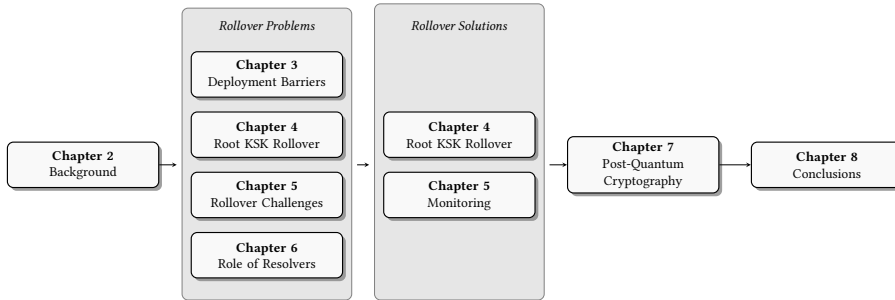 Rollover Problems
Rollover Solutions
Chapter 2
Background
Chapter 3
Deployment Barriers
Chapter 4
Root KSK Rollover
Chapter 5
Rollover Challenges
Chapter 6
Role of Resolvers
Chapter 4
Root KSK Rollover
Chapter 5
Monitoring
Chapter 7
Post-Quantum
Cryptography
Chapter 8
Conclusions